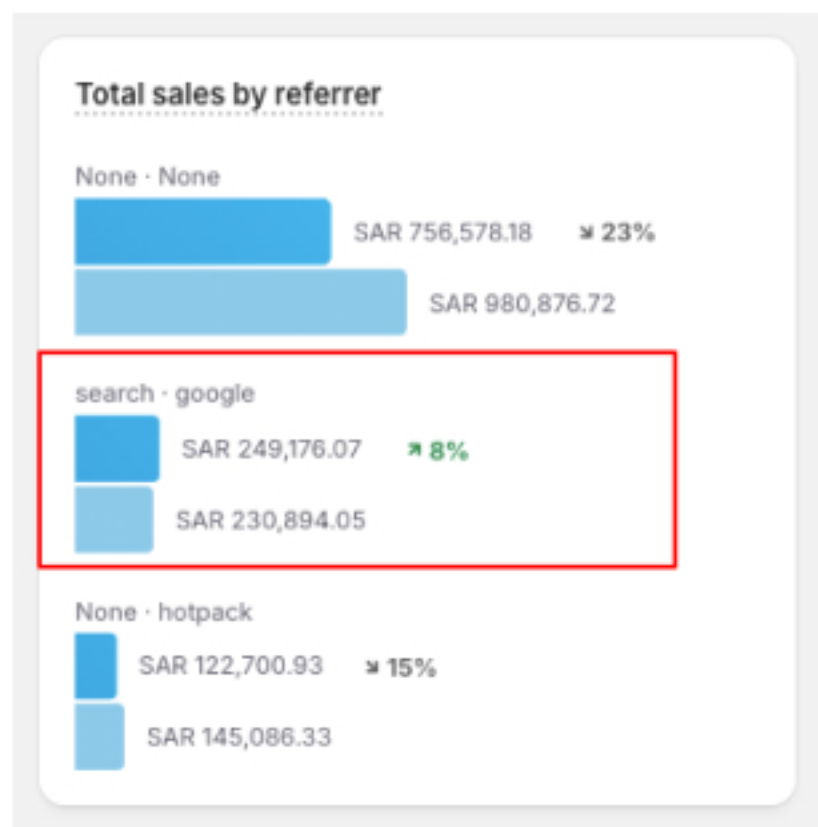 Total sales by referrer
None · None
SAR 756,578.18 ↘ 23%
SAR 980,876.72
search · google
SAR 249,176.07 ↗ 8%
SAR 230,894.05
None · hotpack
SAR 122,700.93 ↘ 15%
SAR 145,086.33